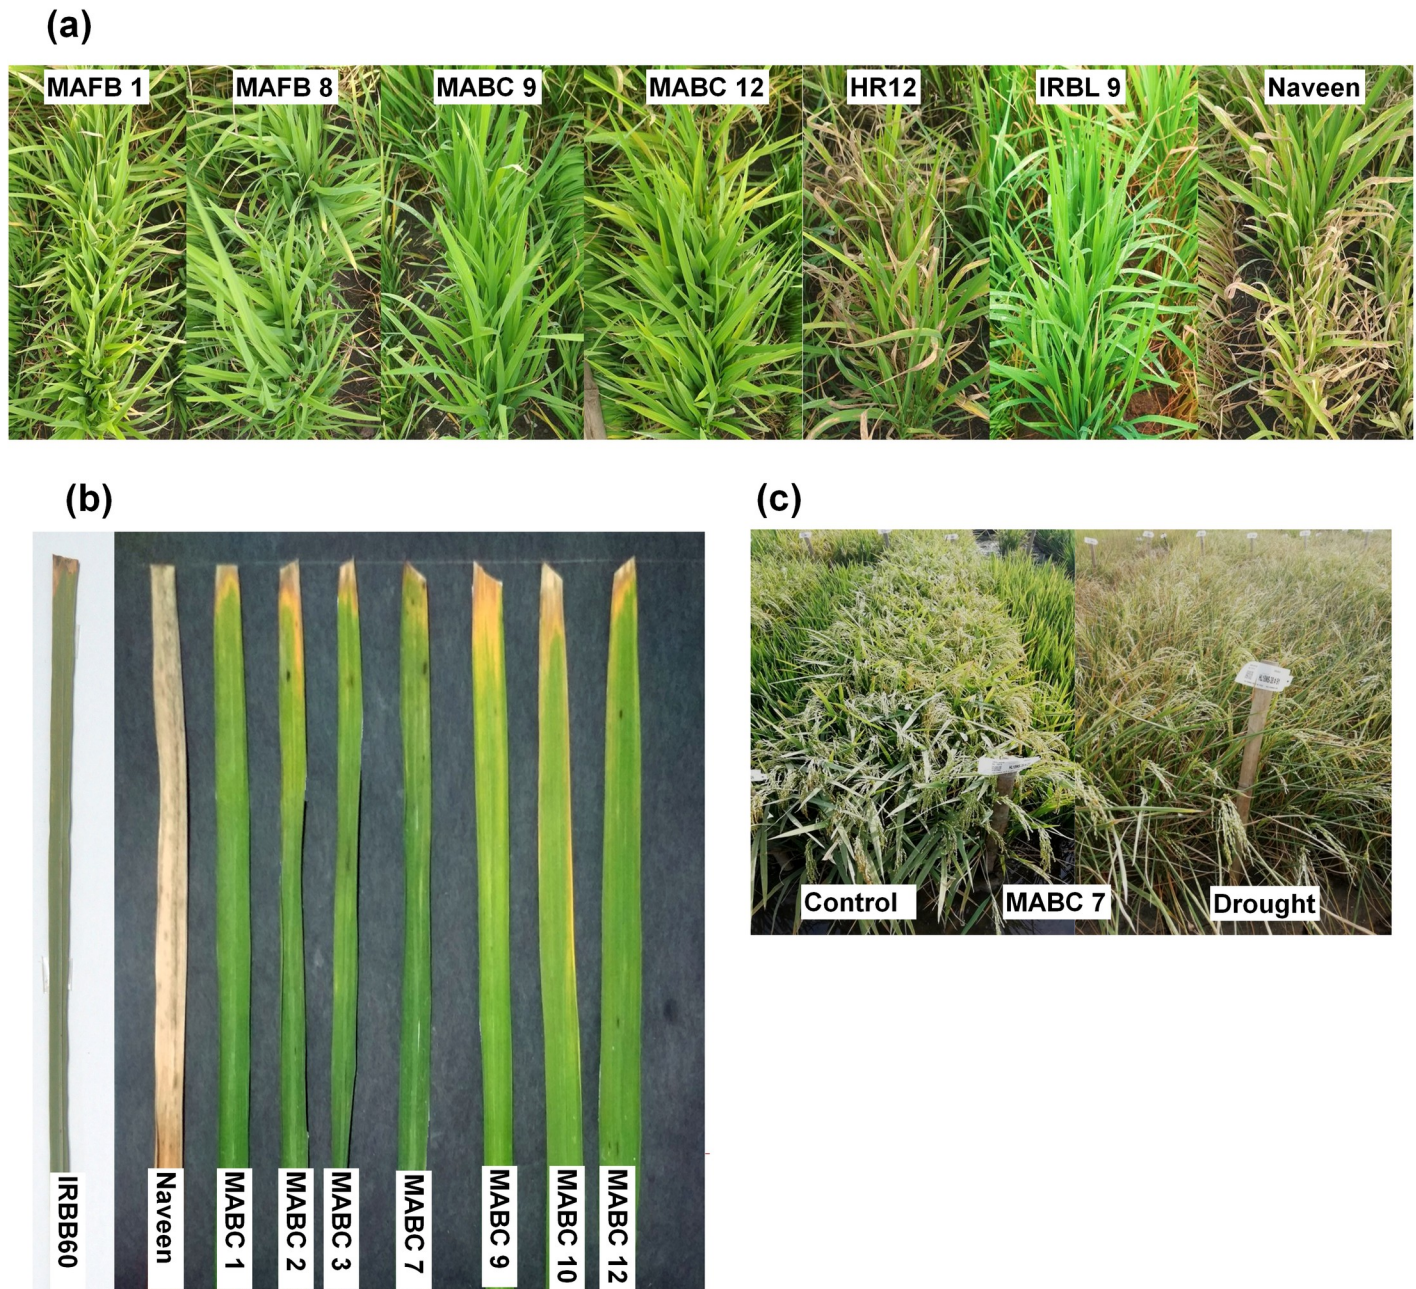 (a)
MAFB 1
MAFB 8
MABC 9
MABC 12
HR12
IRBL 9
Naveen
(b)
IRBB60
Naveen
MABC 1
MABC 2
MABC 3
MABC 7
MABC 9
MABC 10
MABC 12
(c)
Control
MABC 7
Drought